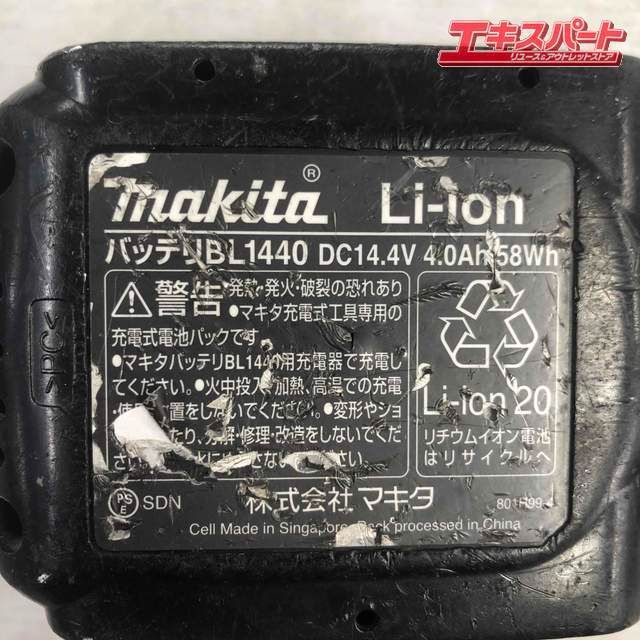 エキスパート
リユース&アウトレットストア
makita® Li-ion
バッテリBL1440 DC14.4V 4.0Ah 58Wh
警告 発熱・発火・破裂の恐れあり
●マキタ充電式工具専用の
充電式電池パックです。
●マキタバッテリBL1440用充電器で充電し
てください。●火中投入、加熱、高温での充電
・使 置をしないでください。●変形やショ
たり、分解・修理・改造をしないでくだ
さい。
Li-ion 20
リチウムイオン電池
はリサイクルへ
PS
E
SDN
株式会社マキタ
Cell Made in Singapore Pack processed in China
<SPC